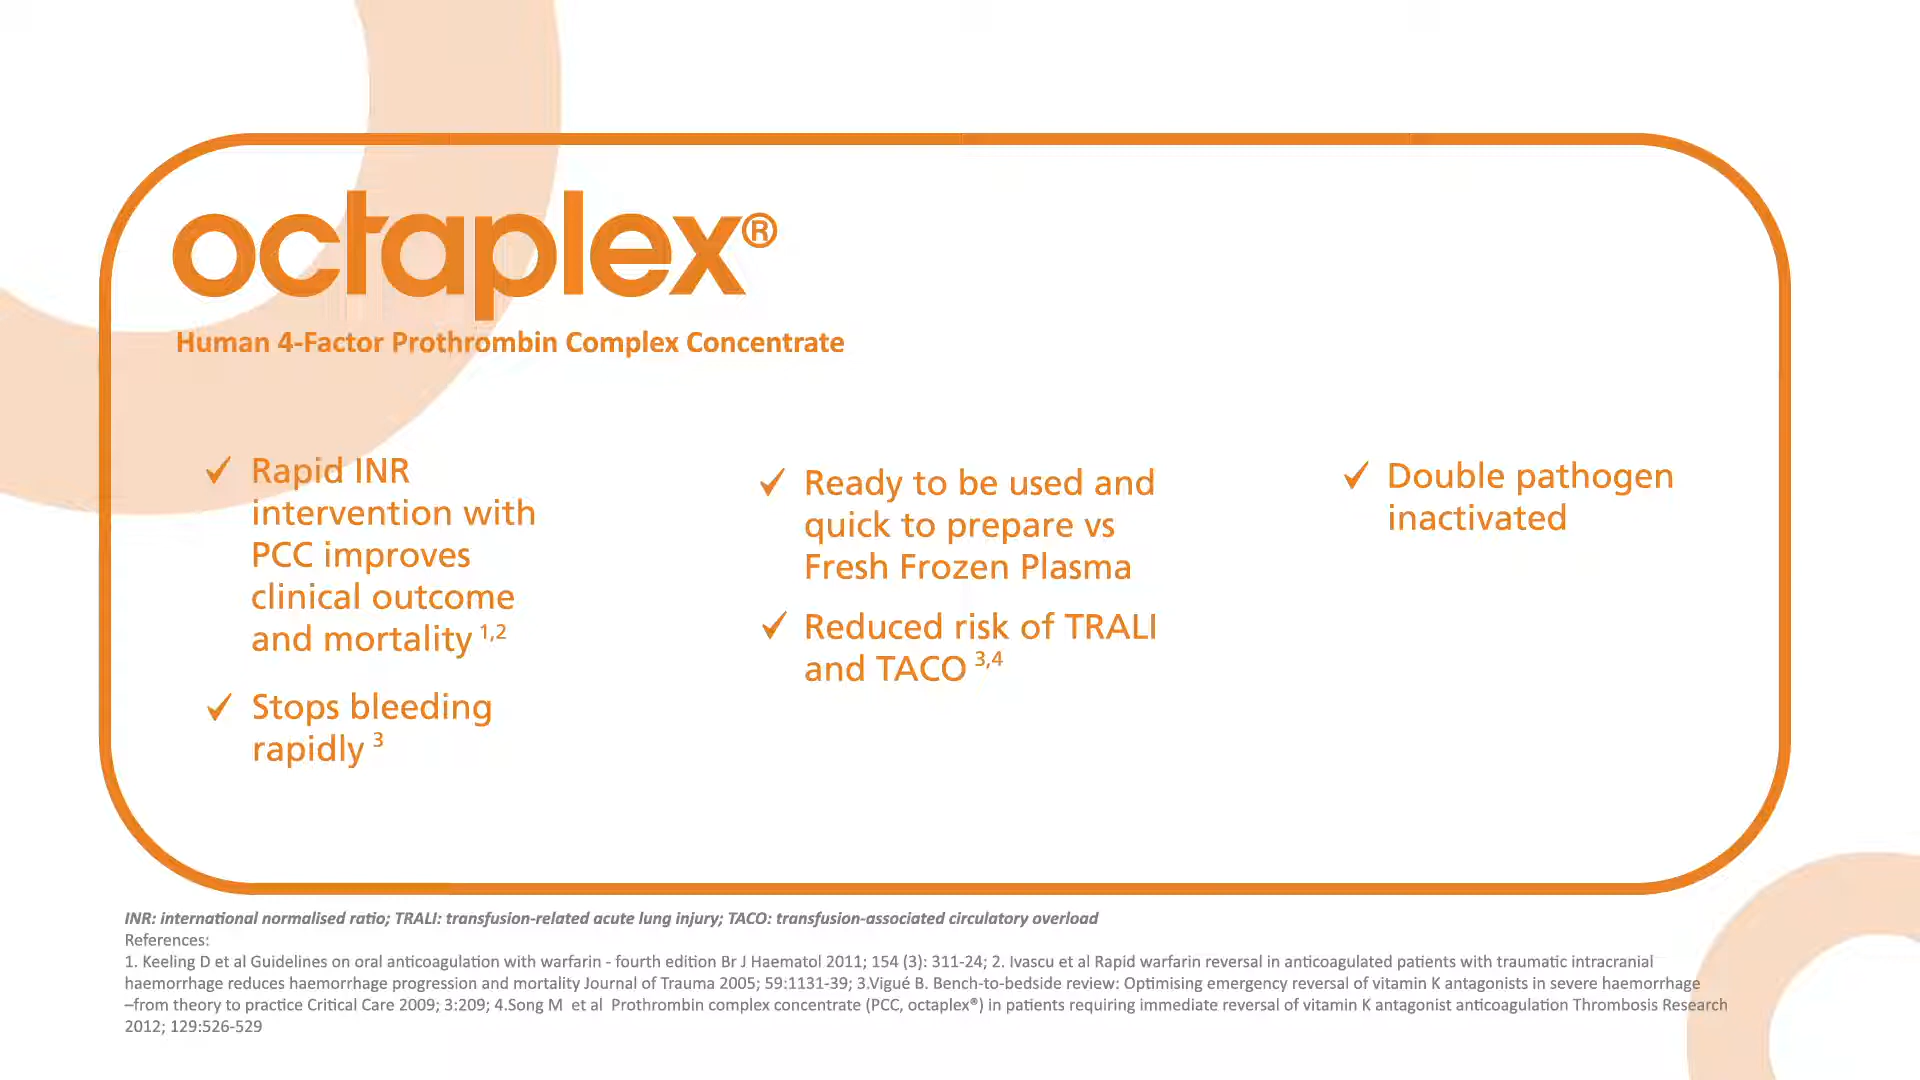 octaplex®
Human 4-Factor Prothrombin Complex Concentrate
✓ Rapid INR
intervention with
PCC improves
clinical outcome
and mortality 1,2
✓ Stops bleeding
rapidly 3
✓ Ready to be used and
quick to prepare vs
Fresh Frozen Plasma
✓ Reduced risk of TRALI
and TACO 3,4
✓ Double pathogen
inactivated
INR: international normalised ratio; TRALI: transfusion-related acute lung injury; TACO: transfusion-associated circulatory overload
References:
1. Keeling D et al Guidelines on oral anticoagulation with warfarin - fourth edition Br J Haematol 2011; 154 (3): 311-24; 2. Ivascu et al Rapid warfarin reversal in anticoagulated patients with traumatic intracranial
haemorrhage reduces haemorrhage progression and mortality Journal of Trauma 2005; 59:1131-39; 3.Vigué B. Bench-to-bedside review: Optimising emergency reversal of vitamin K antagonists in severe haemorrhage
–from theory to practice Critical Care 2009; 3:209; 4.Song M et al Prothrombin complex concentrate (PCC, octaplex®) in patients requiring immediate reversal of vitamin K antagonist anticoagulation Thrombosis Research
2012; 129:526-529